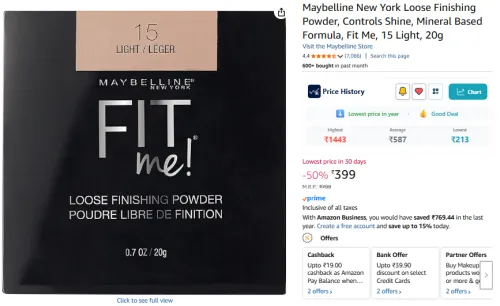 15
LIGHT / LÉGER
MAYBELLINE
NEW YORK
FIT
me!®
LOOSE FINISHING POWDER
POUDRE LIBRE DE FINITION
0.7 OZ / 20g
Click to see full view
Maybelline New York Loose Finishing
Powder, Controls Shine, Mineral Based
Formula, Fit Me, 15 Light, 20g
Visit the Maybelline Store
4.4 (7,066) | Search this page
600+ bought in past month
Price History
Chart
Lowest price in year
Good Deal
Highest Average Lowest
₹1443 ₹587 ₹213
Lowest price in 30 days
-50% ₹399
M.R.P.:
prime
Inclusive of all taxes
With Amazon Business, you would have saved ₹769.44 in the last
year. Create a free account and save up to 15% today.
Offers
Cashback
Upto ₹19.00
cashback as Amazon
Pay Balance when…
2 offers ›
Bank Offer
Upto ₹39.90
discount on select
Credit Cards
2 offers ›
Partner Offers
Buy Makeup
products wo
or more & g
2 offers ›